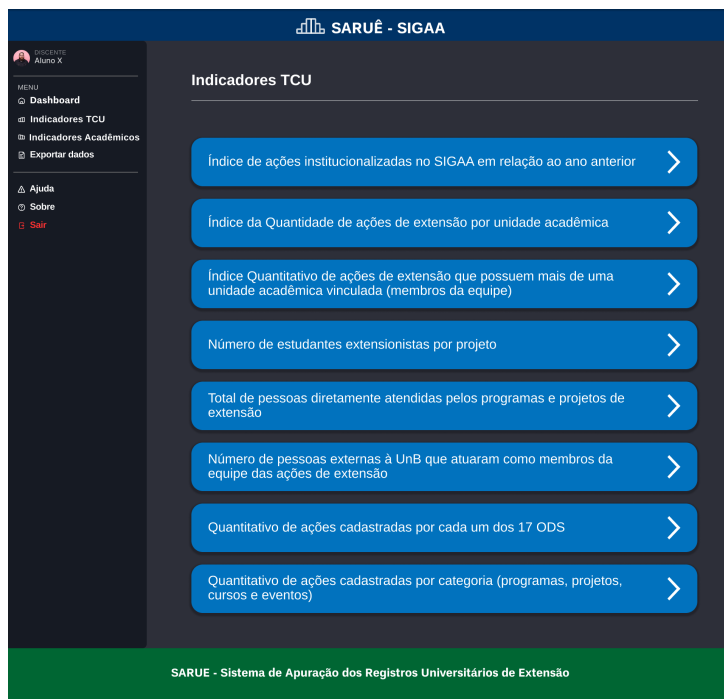 SARUÊ - SIGAA
DISCENTE
Aluno X
MENU
Dashboard
Indicadores TCU
Indicadores Acadêmicos
Exportar dados
Ajuda
Sobre
Sair
Indicadores TCU
Índice de ações institucionalizadas no SIGAA em relação ao ano anterior
Índice da Quantidade de ações de extensão por unidade acadêmica
Índice Quantitativo de ações de extensão que possuem mais de uma
unidade acadêmica vinculada (membros da equipe)
Número de estudantes extensionistas por projeto
Total de pessoas diretamente atendidas pelos programas e projetos de
extensão
Número de pessoas externas à UnB que atuaram como membros da
equipe das ações de extensão
Quantitativo de ações cadastradas por cada um dos 17 ODS
Quantitativo de ações cadastradas por categoria (programas, projetos,
cursos e eventos)
SARUE - Sistema de Apuração dos Registros Universitários de Extensão